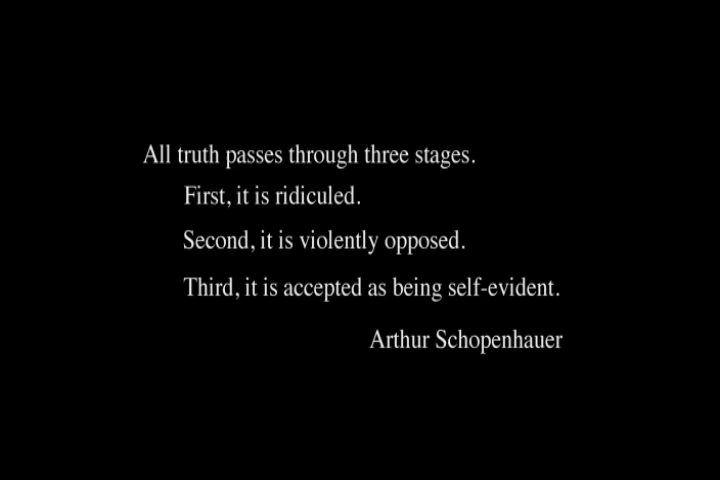 All truth passes through three stages.
First, it is ridiculed.
Second, it is violently opposed.
Third, it is accepted as being self-evident.
Arthur Schopenhauer